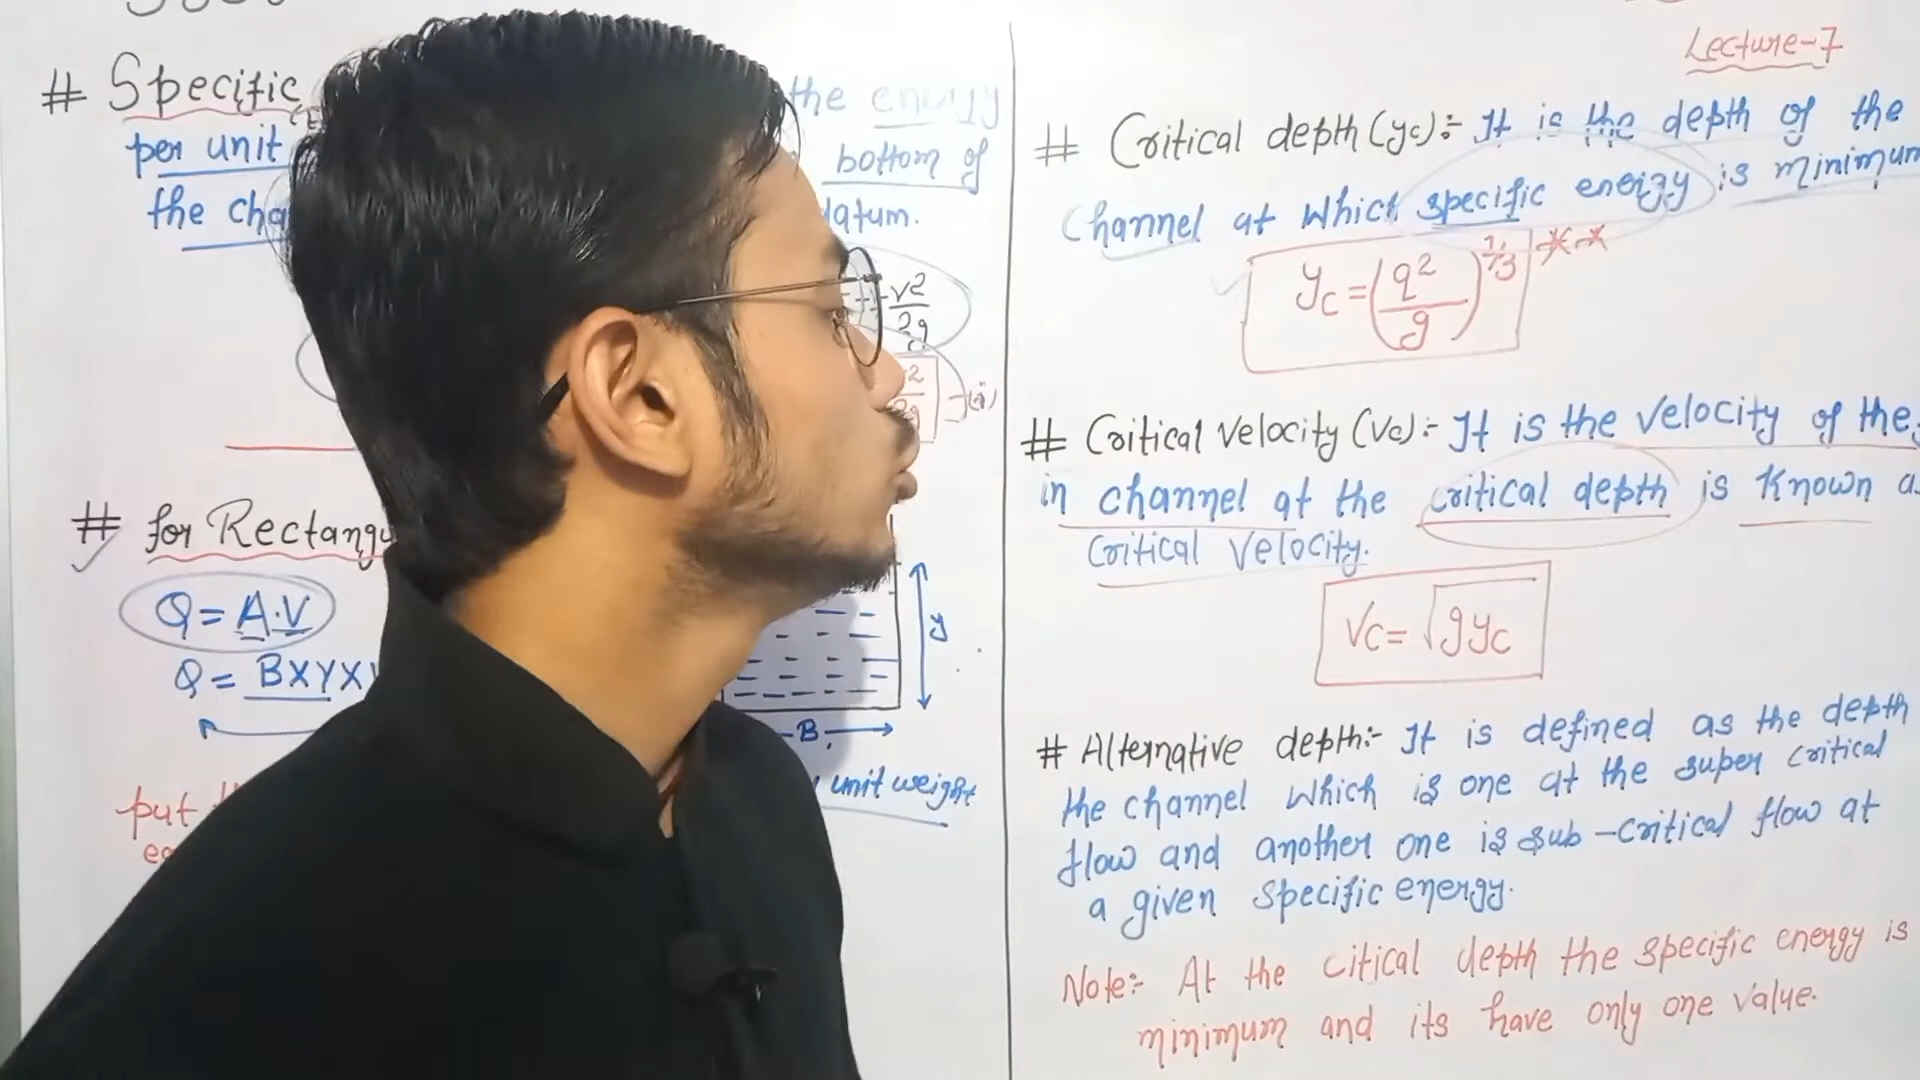 # Specific the energy
per unit bottom of
the datum.
v2
2g
# for Rectangu
Q = A.V
Q = BXYX
y
B
unit weight
put
Lecture-7
# Critical depth (yc):- It is the depth of the
Channel at which specific energy is minimum
yc = (q2/g)1/3
# Critical Velocity (Vc):- It is the velocity of the
in channel at the critical depth is known
critical velocity.
Vc = √gyc
# Alternative depth:- It is defined as the depth
the channel which is one at the super critical
flow and another one is sub-critical flow at
a given specific energy.
Note:- At the citical depth the specific energy is
minimum and its have only one value.